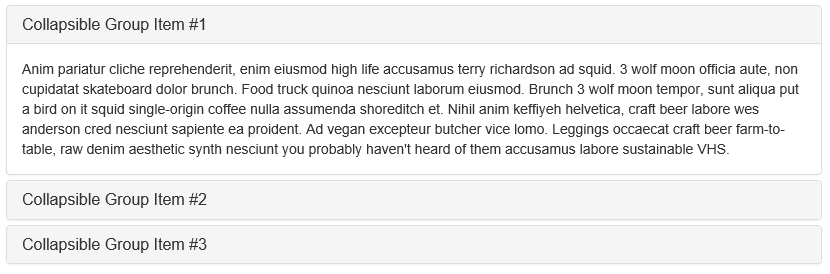 Collapsible Group Item #1
Anim pariatur cliche reprehenderit, enim eiusmod high life accusamus terry richardson ad squid. 3 wolf moon officia aute, non
cupidatat skateboard dolor brunch. Food truck quinoa nesciunt laborum eiusmod. Brunch 3 wolf moon tempor, sunt aliqua put
a bird on it squid single-origin coffee nulla assumenda shoreditch et. Nihil anim keffiyeh helvetica, craft beer labore wes
anderson cred nesciunt sapiente ea proident. Ad vegan excepteur butcher vice lomo. Leggings occaecat craft beer farm-to-
table, raw denim aesthetic synth nesciunt you probably haven't heard of them accusamus labore sustainable VHS.
Collapsible Group Item #2
Collapsible Group Item #3